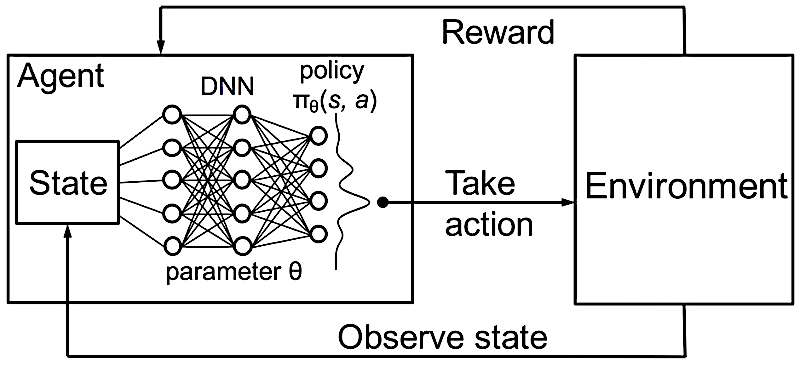 Reward
Agent
DNN
policy
πθ(s, a)
State
Take
action
Environment
parameter θ
Observe state